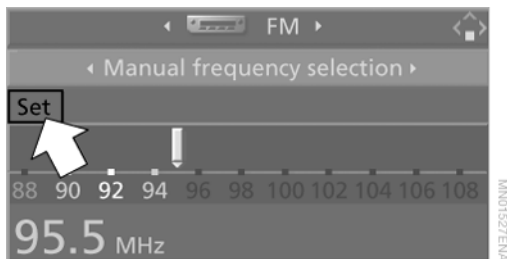 FM
Manual frequency selection
Set
88 90 92 94 96 98 100 102 104 106 108
95.5 MHz
MN01527ENA